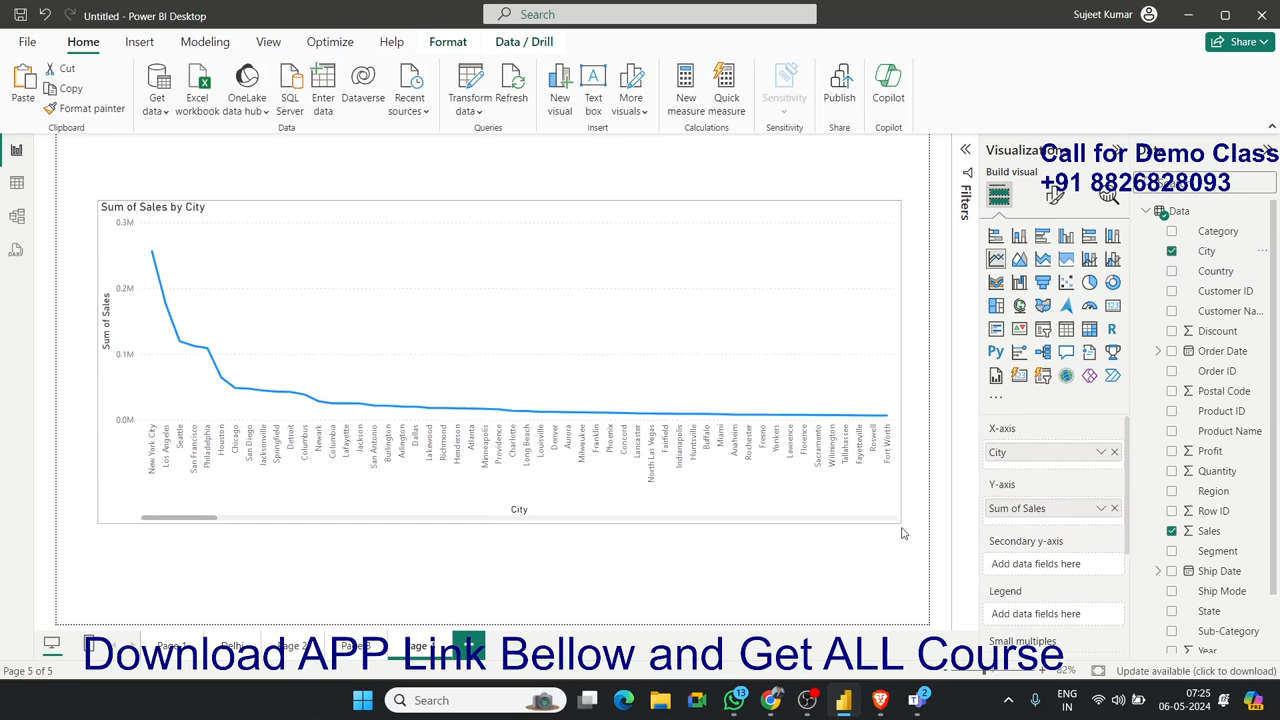 Untitled - Power BI Desktop
Search
Sujeet Kumar
File Home Insert Modeling View Optimize Help Format Data / Drill
Share
Paste
Cut
Copy
Format painter
Get data
Excel workbook
OneLake data hub
SQL Server
Enter data
Dataverse
Recent sources
Transform data
Refresh
New visual
Text box
More visuals
New measure
Quick measure
Sensitivity
Publish
Copilot
Clipboard Data Queries Insert Calculations Sensitivity Share Copilot
Call for Demo Class
+91 8826828093
Sum of Sales by City
0.3M
0.2M
0.1M
0.0M
Sum of Sales
New York City
Los Angeles
Seattle
San Francisco
Philadelphia
Houston
Chicago
San Diego
Jacksonville
Springfield
Detroit
Columbus
Newark
Columbia
Lafayette
Jackson
San Antonio
Burlington
Arlington
Dallas
Lakewood
Richmond
Henderson
Atlanta
Minneapolis
Providence
Charlotte
Long Beach
Louisville
Denver
Aurora
Milwaukee
Franklin
Phoenix
Concord
Lancaster
North Las Vegas
Fairfield
Indianapolis
Huntsville
Buffalo
Miami
Anaheim
Rochester
Fresno
Yonkers
Lawrence
Florence
Sacramento
Wilmington
Tallahassee
Fayetteville
Roswell
Fort Worth
City
Filters
Build visual
R
Py
123
X-axis
City
Y-axis
Sum of Sales
Secondary y-axis
Add data fields here
Legend
Add data fields here
Small multiples
Data
Category
City
Country
Customer ID
Customer Na...
Discount
Order Date
Order ID
Postal Code
Product ID
Product Name
Profit
Quantity
Region
Row ID
Sales
Segment
Ship Date
Ship Mode
State
Sub-Category
Year
Delhi
Download APP Link Bellow and Get ALL Course
Page 5 of 5
Update available (click to download)
Search
13
2
ENG
IN
07:25
06-05-2024